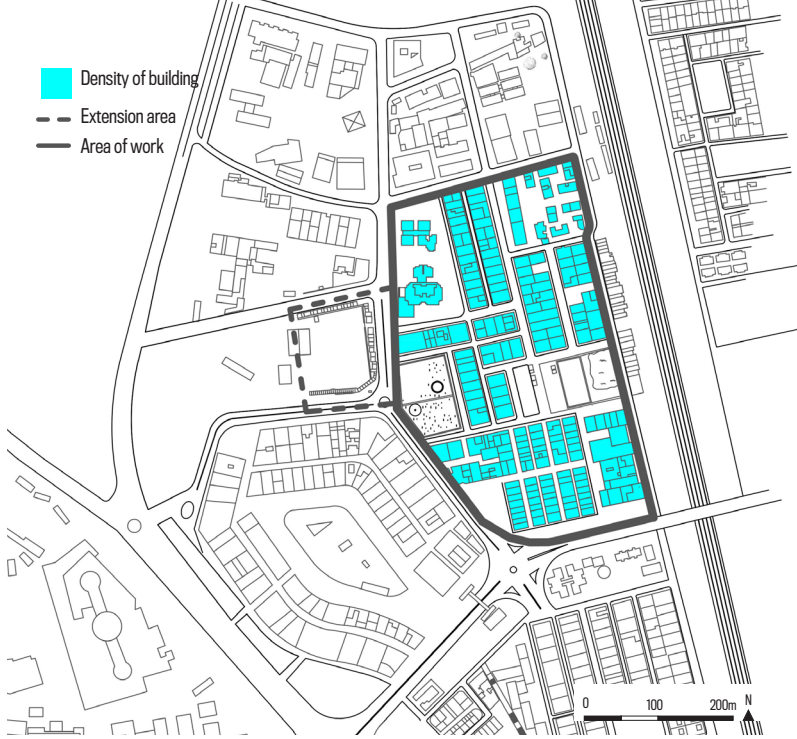 Density of building
Extension area
Area of work
0 100 200m N